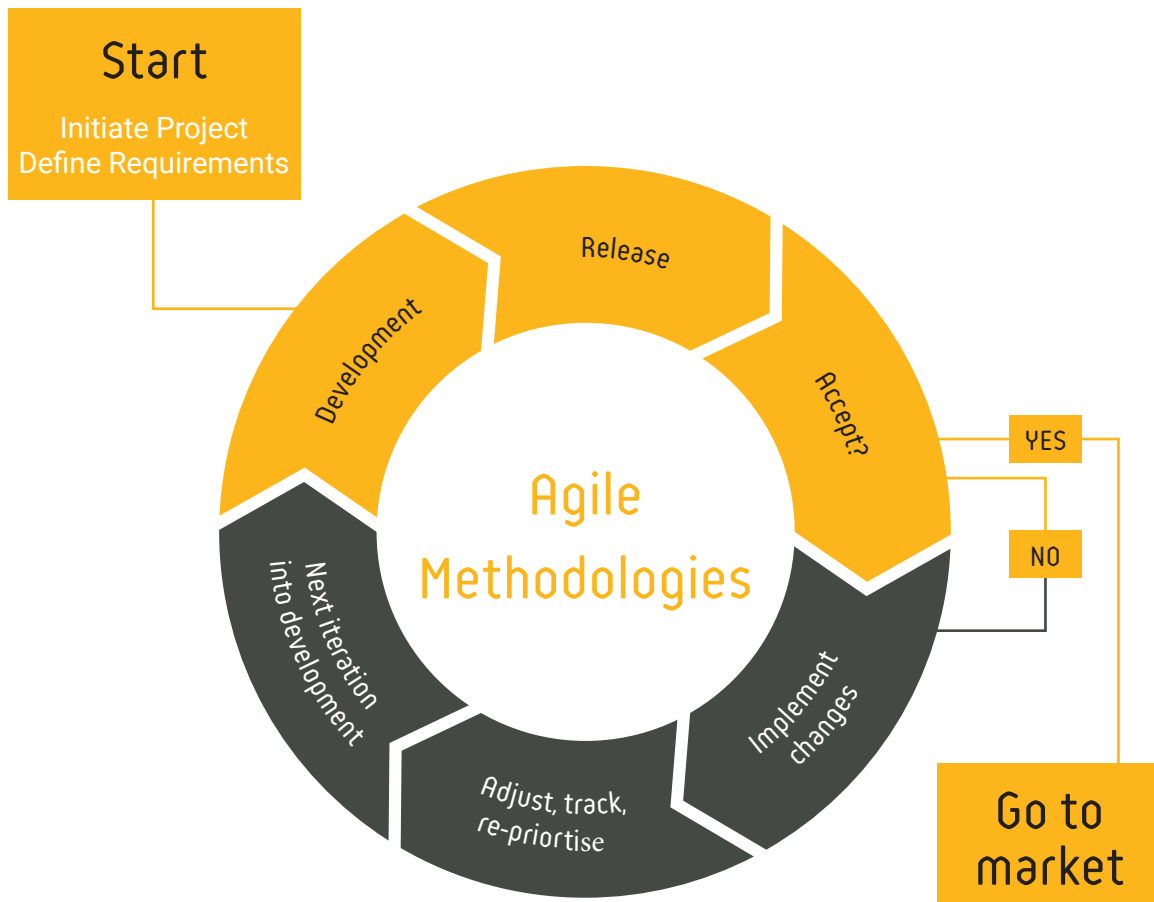 Start
Initiate Project
Define Requirements
Release
Development
Accept?
YES
NO
Agile
Methodologies
Next iteration
into development
Implement
changes
Adjust, track,
re-priortise
Go to
market